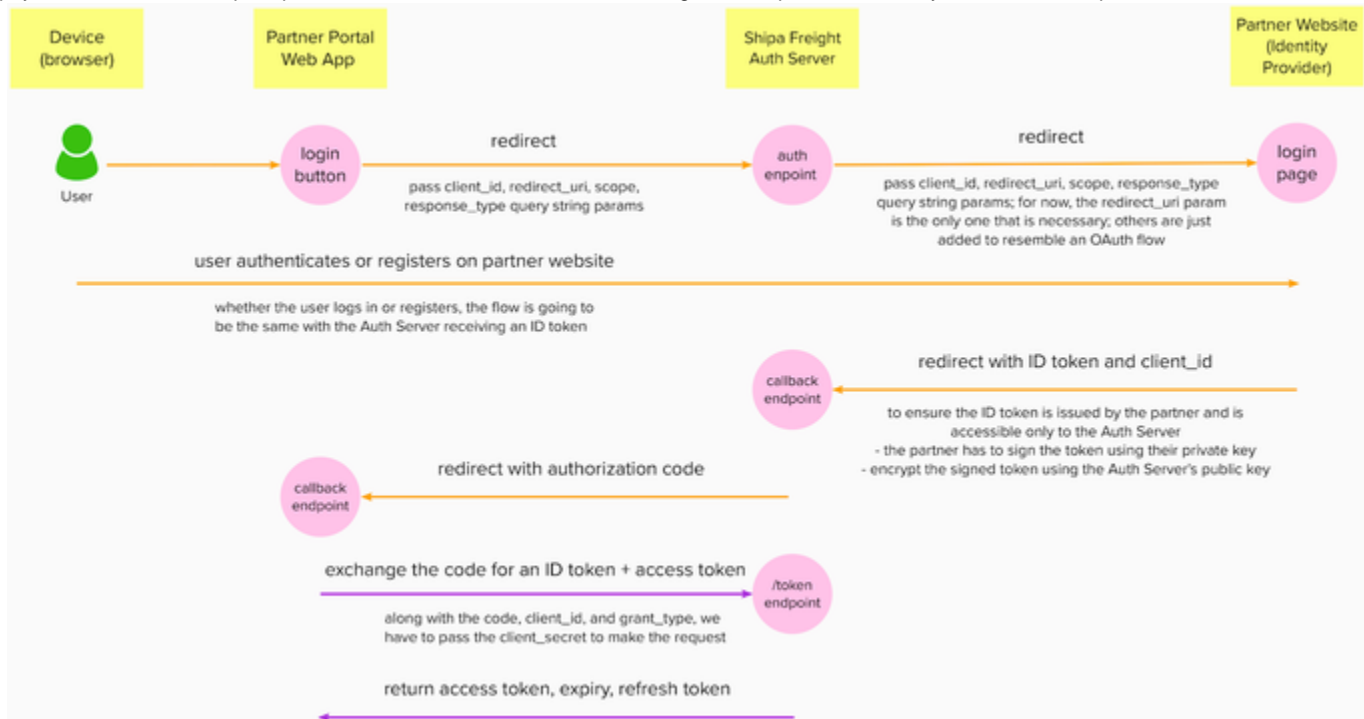 Device
(browser)
Partner Portal
Web App
Shipa Freight
Auth Server
Partner Website
(Identity
Provider)
User
login
button
redirect
pass client_id, redirect_uri, scope,
response_type query string params
auth
enpoint
redirect
pass client_id, redirect_uri, scope, response_type
query string params; for now, the redirect_uri param
is the only one that is necessary; others are just
added to resemble an OAuth flow
login
page
user authenticates or registers on partner website
whether the user logs in or registers, the flow is going to
be the same with the Auth Server receiving an ID token
callback
endpoint
redirect with ID token and client_id
to ensure the ID token is issued by the partner and is
accessible only to the Auth Server
- the partner has to sign the token using their private key
- encrypt the signed token using the Auth Server's public key
callback
endpoint
redirect with authorization code
exchange the code for an ID token + access token
along with the code, client_id, and grant_type, we
have to pass the client_secret to make the request
/token
endpoint
return access token, expiry, refresh token